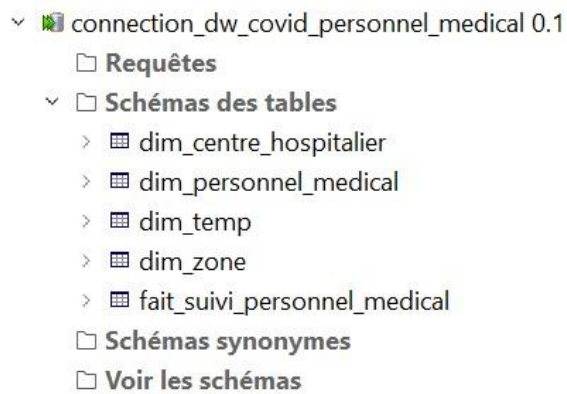 connection_dw_covid_personnel_medical 0.1
Requêtes
Schémas des tables
dim_centre_hospitalier
dim_personnel_medical
dim_temp
dim_zone
fait_suivi_personnel_medical
Schémas synonymes
Voir les schémas